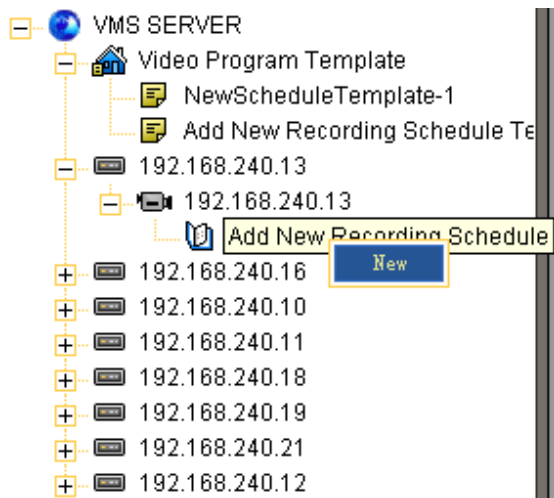 VMS SERVER
Video Program Template
NewScheduleTemplate-1
Add New Recording Schedule Te
192.168.240.13
192.168.240.13
Add New Recording Schedule
New
192.168.240.16
192.168.240.10
192.168.240.11
192.168.240.18
192.168.240.19
192.168.240.21
192.168.240.12